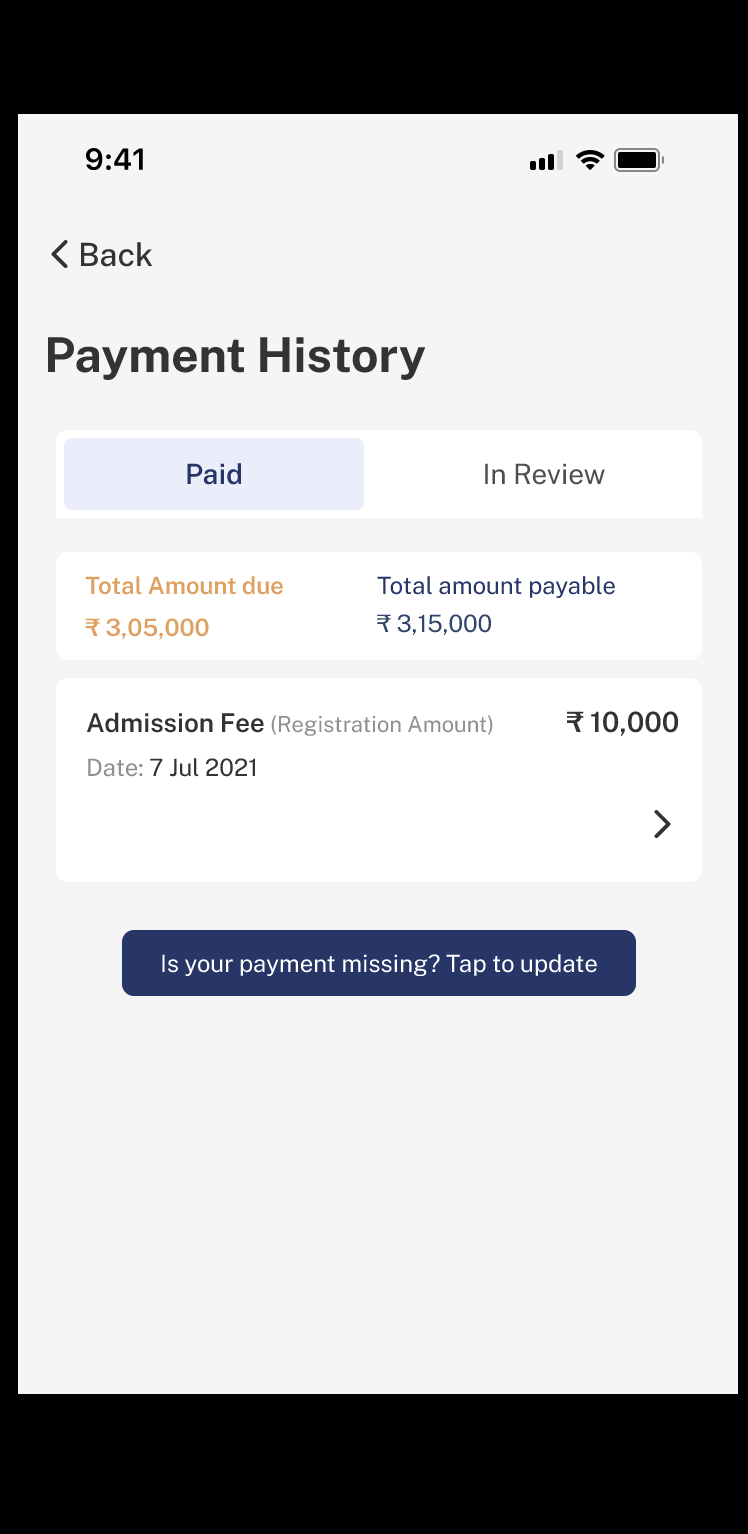 9:41
Back
Payment History
Paid
In Review
Total Amount due
₹ 3,05,000
Total amount payable
₹ 3,15,000
Admission Fee (Registration Amount)
₹ 10,000
Date: 7 Jul 2021
Is your payment missing? Tap to update